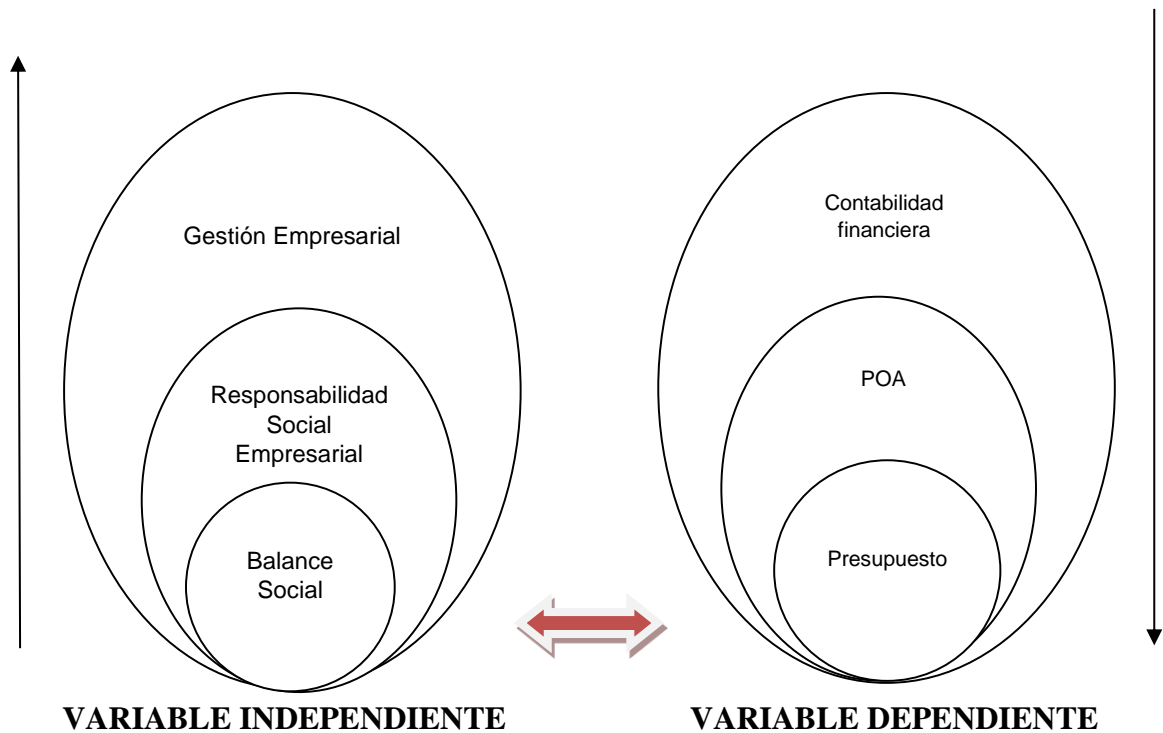 Gestión Empresarial
Responsabilidad
Social
Empresarial
Balance
Social
VARIABLE INDEPENDIENTE
Contabilidad
financiera
POA
Presupuesto
VARIABLE DEPENDIENTE